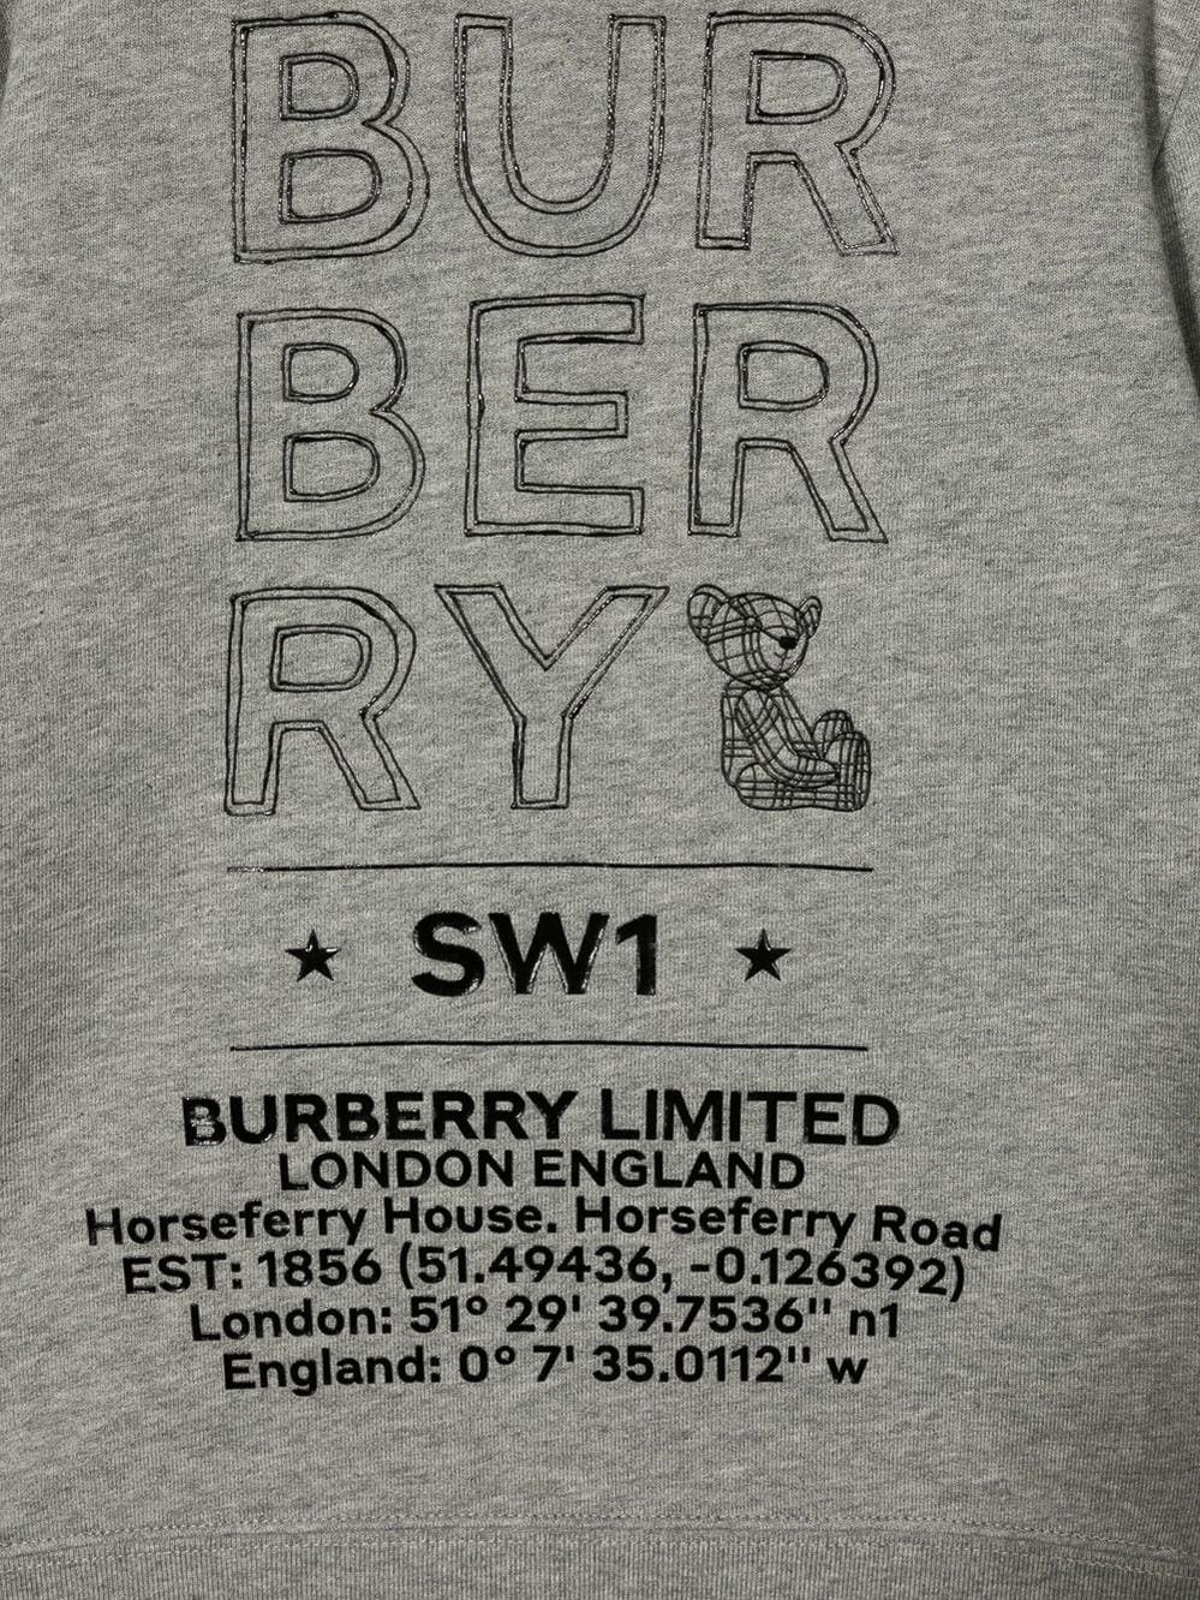 BUR
BER
RY
★ SW1 ★
BURBERRY LIMITED
LONDON ENGLAND
Horseferry House. Horseferry Road
EST: 1856 (51.49436, -0.126392)
London: 51° 29' 39.7536" n1
England: 0° 7' 35.0112" w